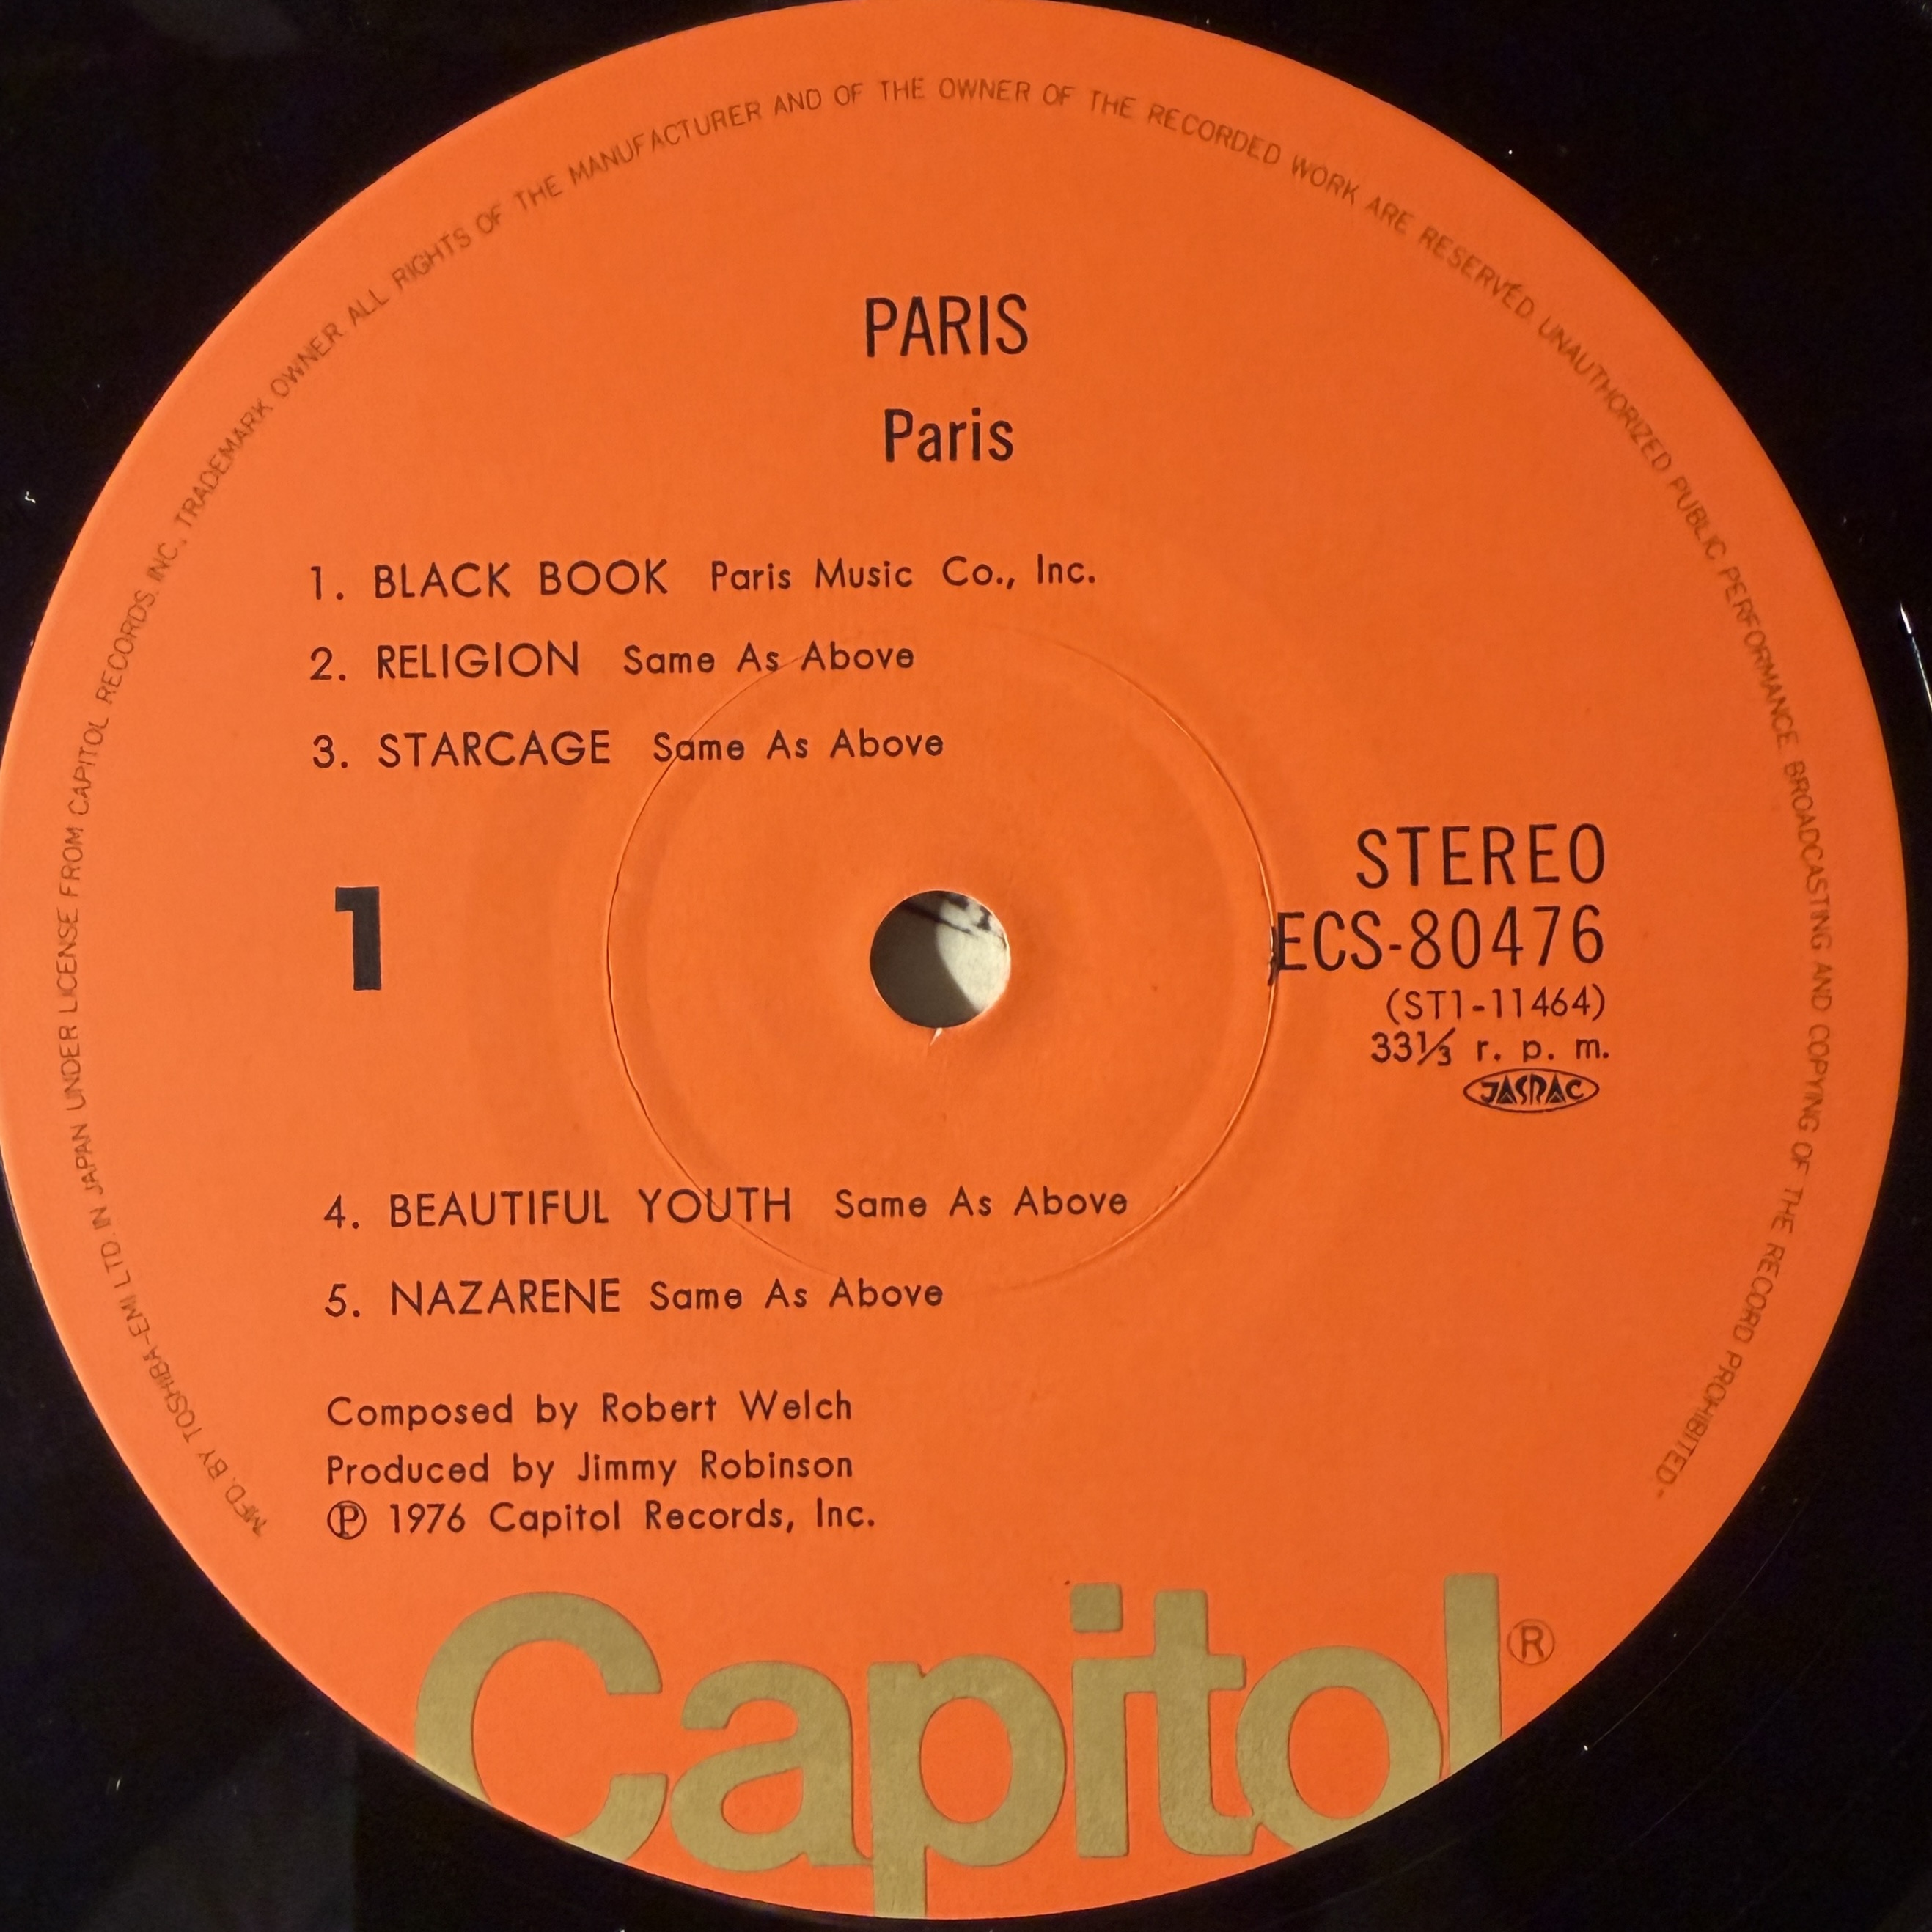 MFD. BY TOSHIBA-EMI LTD. IN JAPAN UNDER LICENSE FROM CAPITOL RECORDS, INC., TRADEMARK OWNER ALL RIGHTS OF THE MANUFACTURER AND OF THE OWNER OF THE RECORDED WORK ARE RESERVED. UNAUTHORIZED PUBLIC PERFORMANCE BROADCASTING AND COPYING OF THE RECORD PROHIBITED.
PARIS
Paris
1. BLACK BOOK Paris Music Co., Inc.
2. RELIGION Same As Above
3. STARCAGE Same As Above
1
STEREO
ECS-80476
(ST1-11464)
33⅓ r. p. m.
JASRAC
4. BEAUTIFUL YOUTH Same As Above
5. NAZARENE Same As Above
Composed by Robert Welch
Produced by Jimmy Robinson
Ⓟ 1976 Capitol Records, Inc.
Capitol®